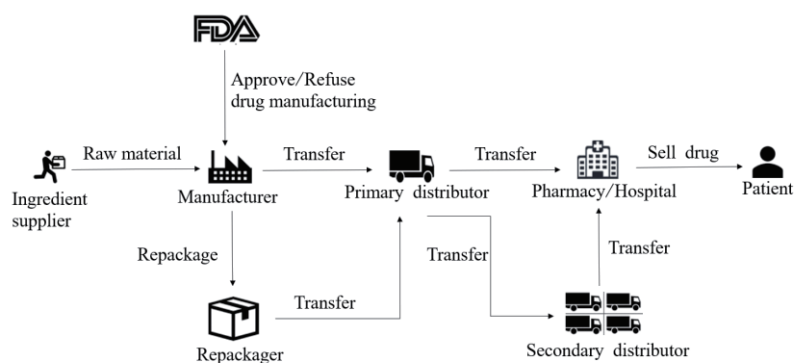 FDA
Approve/Refuse
drug manufacturing
Raw material
Transfer
Transfer
Sell drug
Ingredient
supplier
Manufacturer
Primary distributor
Pharmacy/Hospital
Patient
Repackage
Transfer
Transfer
Transfer
Repackager
Secondary distributor